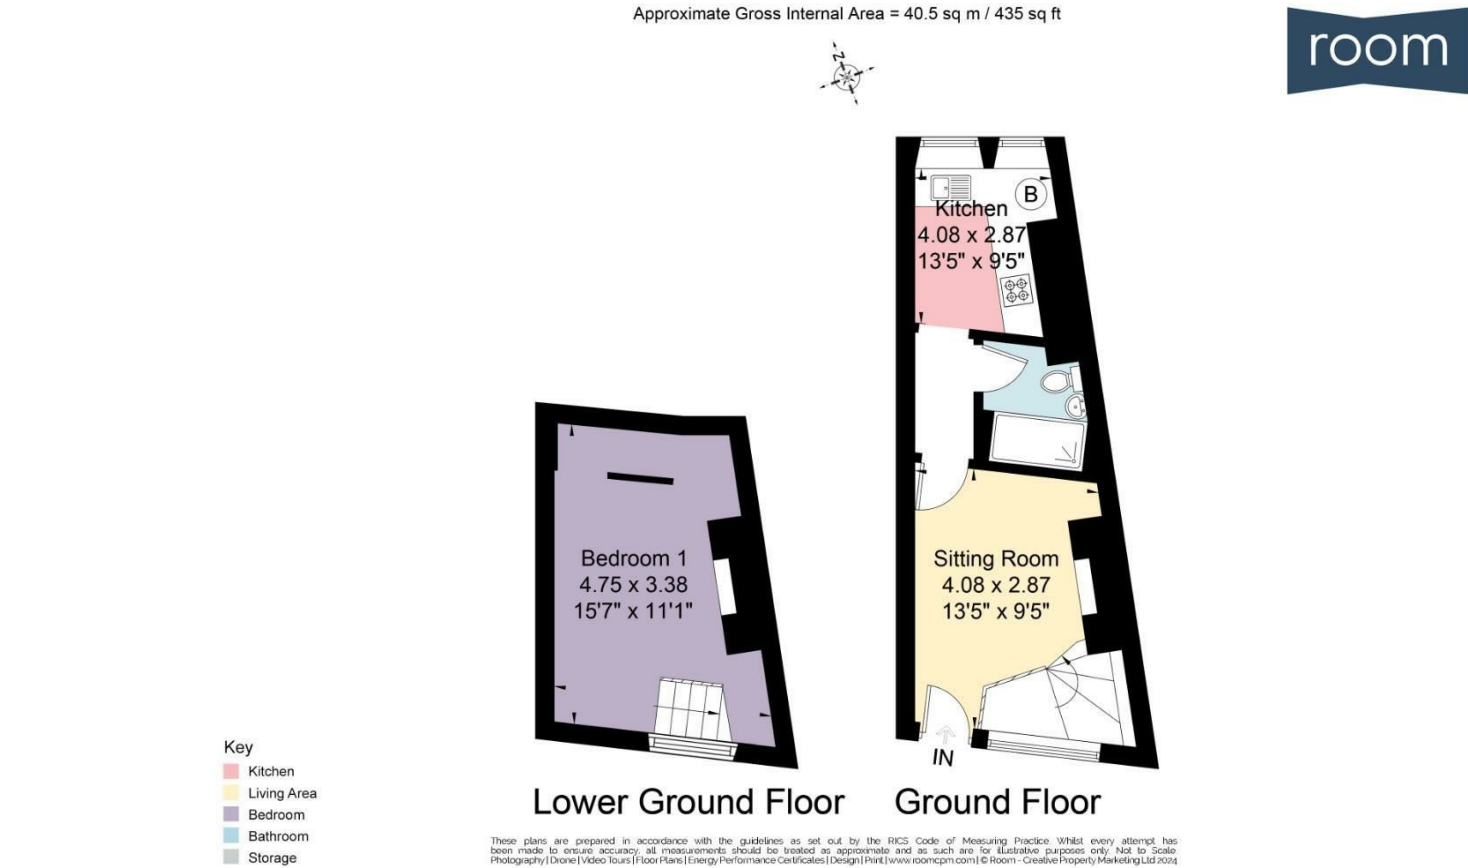 Approximate Gross Internal Area = 40.5 sq m / 435 sq ft
room
N
B
Kitchen
4.08 x 2.87
13'5" x 9'5"
Bedroom 1
4.75 x 3.38
15'7" x 11'1"
Sitting Room
4.08 x 2.87
13'5" x 9'5"
IN
Lower Ground Floor
Ground Floor
Key
Kitchen
Living Area
Bedroom
Bathroom
Storage
These plans are prepared in accordance with the guidelines as set out by the RICS Code of Measuring Practice. Whilst every attempt has
been made to ensure accuracy, all measurements should be treated as approximate and as such are for illustrative purposes only. Not to Scale.
Photography | Drone | Video Tours | Floor Plans | Energy Performance Certificates | Design | Print | www.roomcpm.com | © Room - Creative Property Marketing Ltd 2024